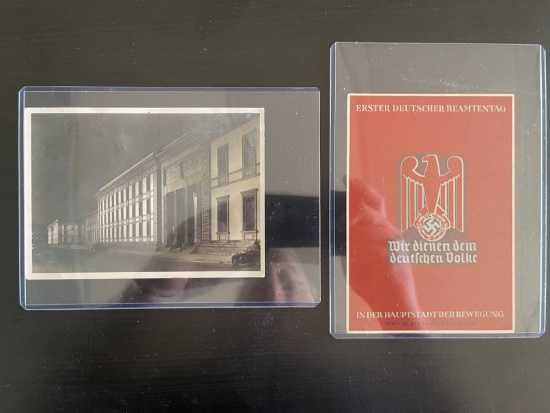 ERSTER DEUTSCHER BEAMTENTAG
Wir dienen dem
deutschen Volke
IN DER HAUPTSTADT DER BEWEGUNG